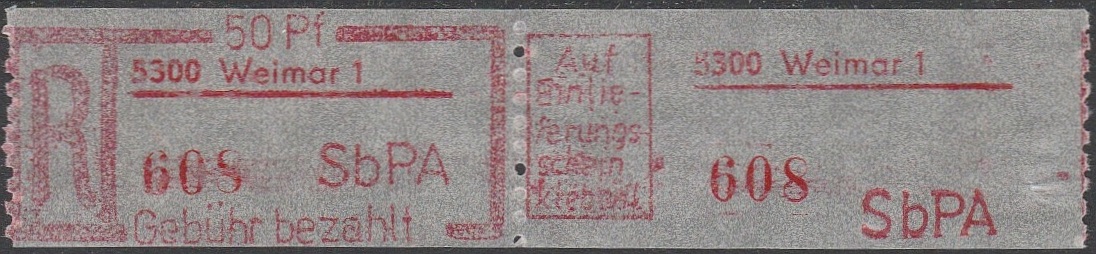 50 Pf
R
5300 Weimar 1
608 SbPA
Gebühr bezahlt
Auf
Einlie-
ferungs-
schein
kleben!
5300 Weimar 1
608
SbPA